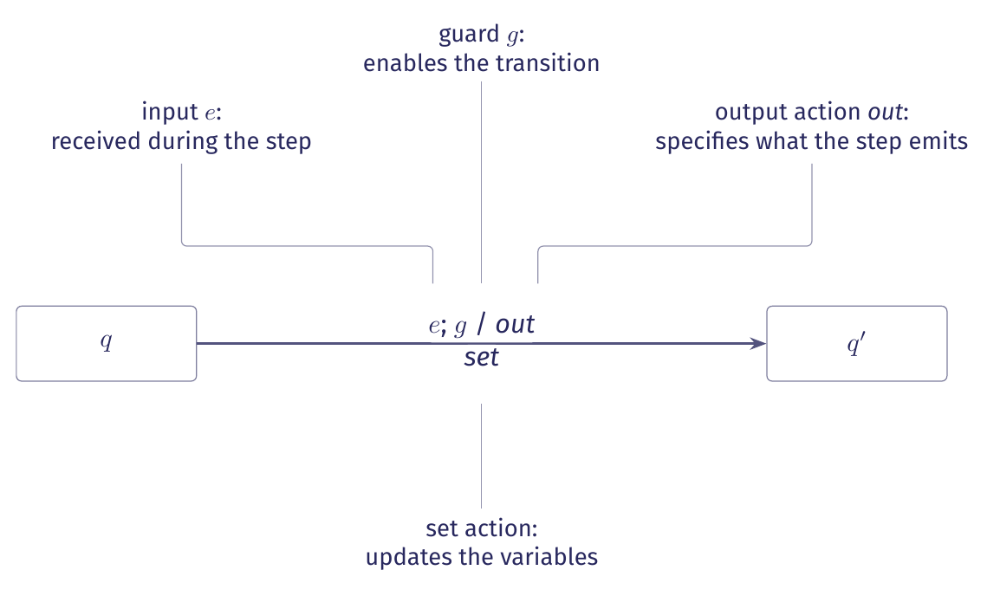 guard g:
enables the transition
input e:
received during the step
output action out:
specifies what the step emits
q
e; g / out
set
q′
set action:
updates the variables